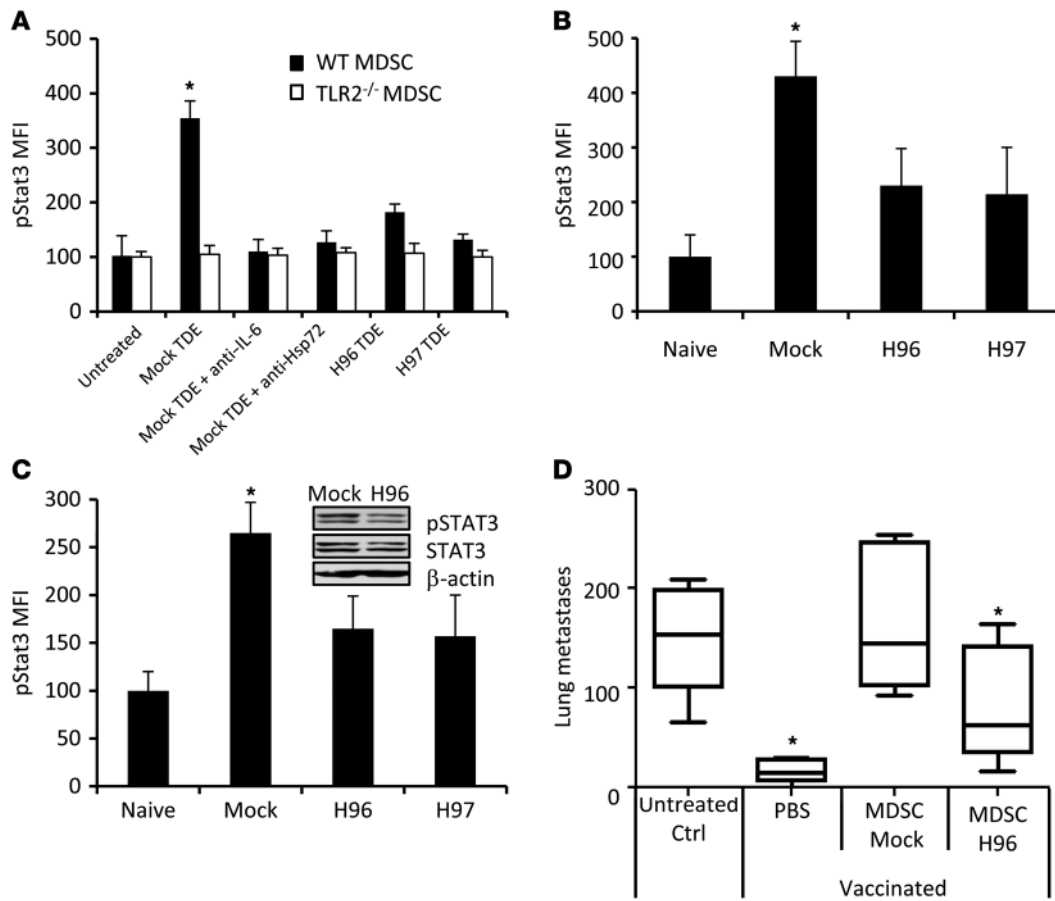 A
500
400
300
200
100
0
pStat3 MFI
*
WT MDSC
TLR2-/- MDSC
Untreated
Mock TDE
Mock TDE + anti–IL-6
Mock TDE + anti-Hsp72
H96 TDE
H97 TDE
B
500
400
300
200
100
0
pStat3 MFI
*
Naive
Mock
H96
H97
C
300
250
200
150
100
50
0
pStat3 MFI
*
Mock H96
pSTAT3
STAT3
β-actin
Naive
Mock
H96
H97
D
200
100
0
Lung metastases
*
*
Untreated
Ctrl
PBS
MDSC
Mock
MDSC
H96
Vaccinated